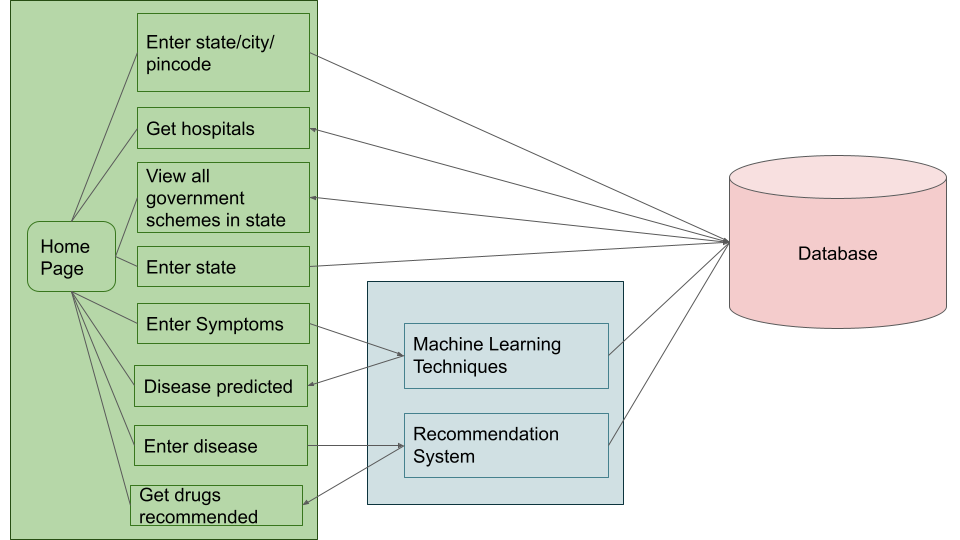 Enter state/city/
pincode
Get hospitals
View all
government
schemes in state
Home
Page
Enter state
Enter Symptoms
Disease predicted
Enter disease
Get drugs
recommended
Machine Learning
Techniques
Recommendation
System
Database